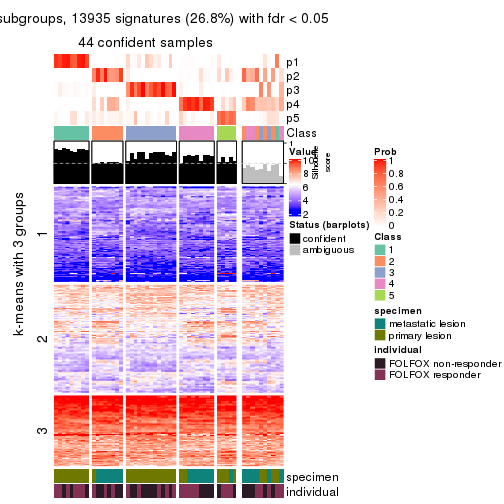 subgroups, 13935 signatures (26.8%) with fdr < 0.05
44 confident samples
p1
p2
p3
p4
p5
Class
1
Silhouette
score
Value
10
8
6
4
2
Status (barplots)
confident
ambiguous
Prob
1
0.8
0.6
0.4
0.2
0
Class
1
2
3
4
5
specimen
metastatic lesion
primary lesion
individual
FOLFOX non-responder
FOLFOX responder
k-means with 3 groups
1
2
3
specimen
individual